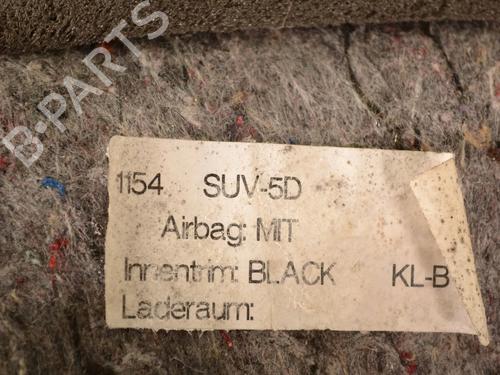 B-PARTS
1154 SUV-5D
Airbag: MIT
Innentrim: BLACK KL-B
Laderaum: